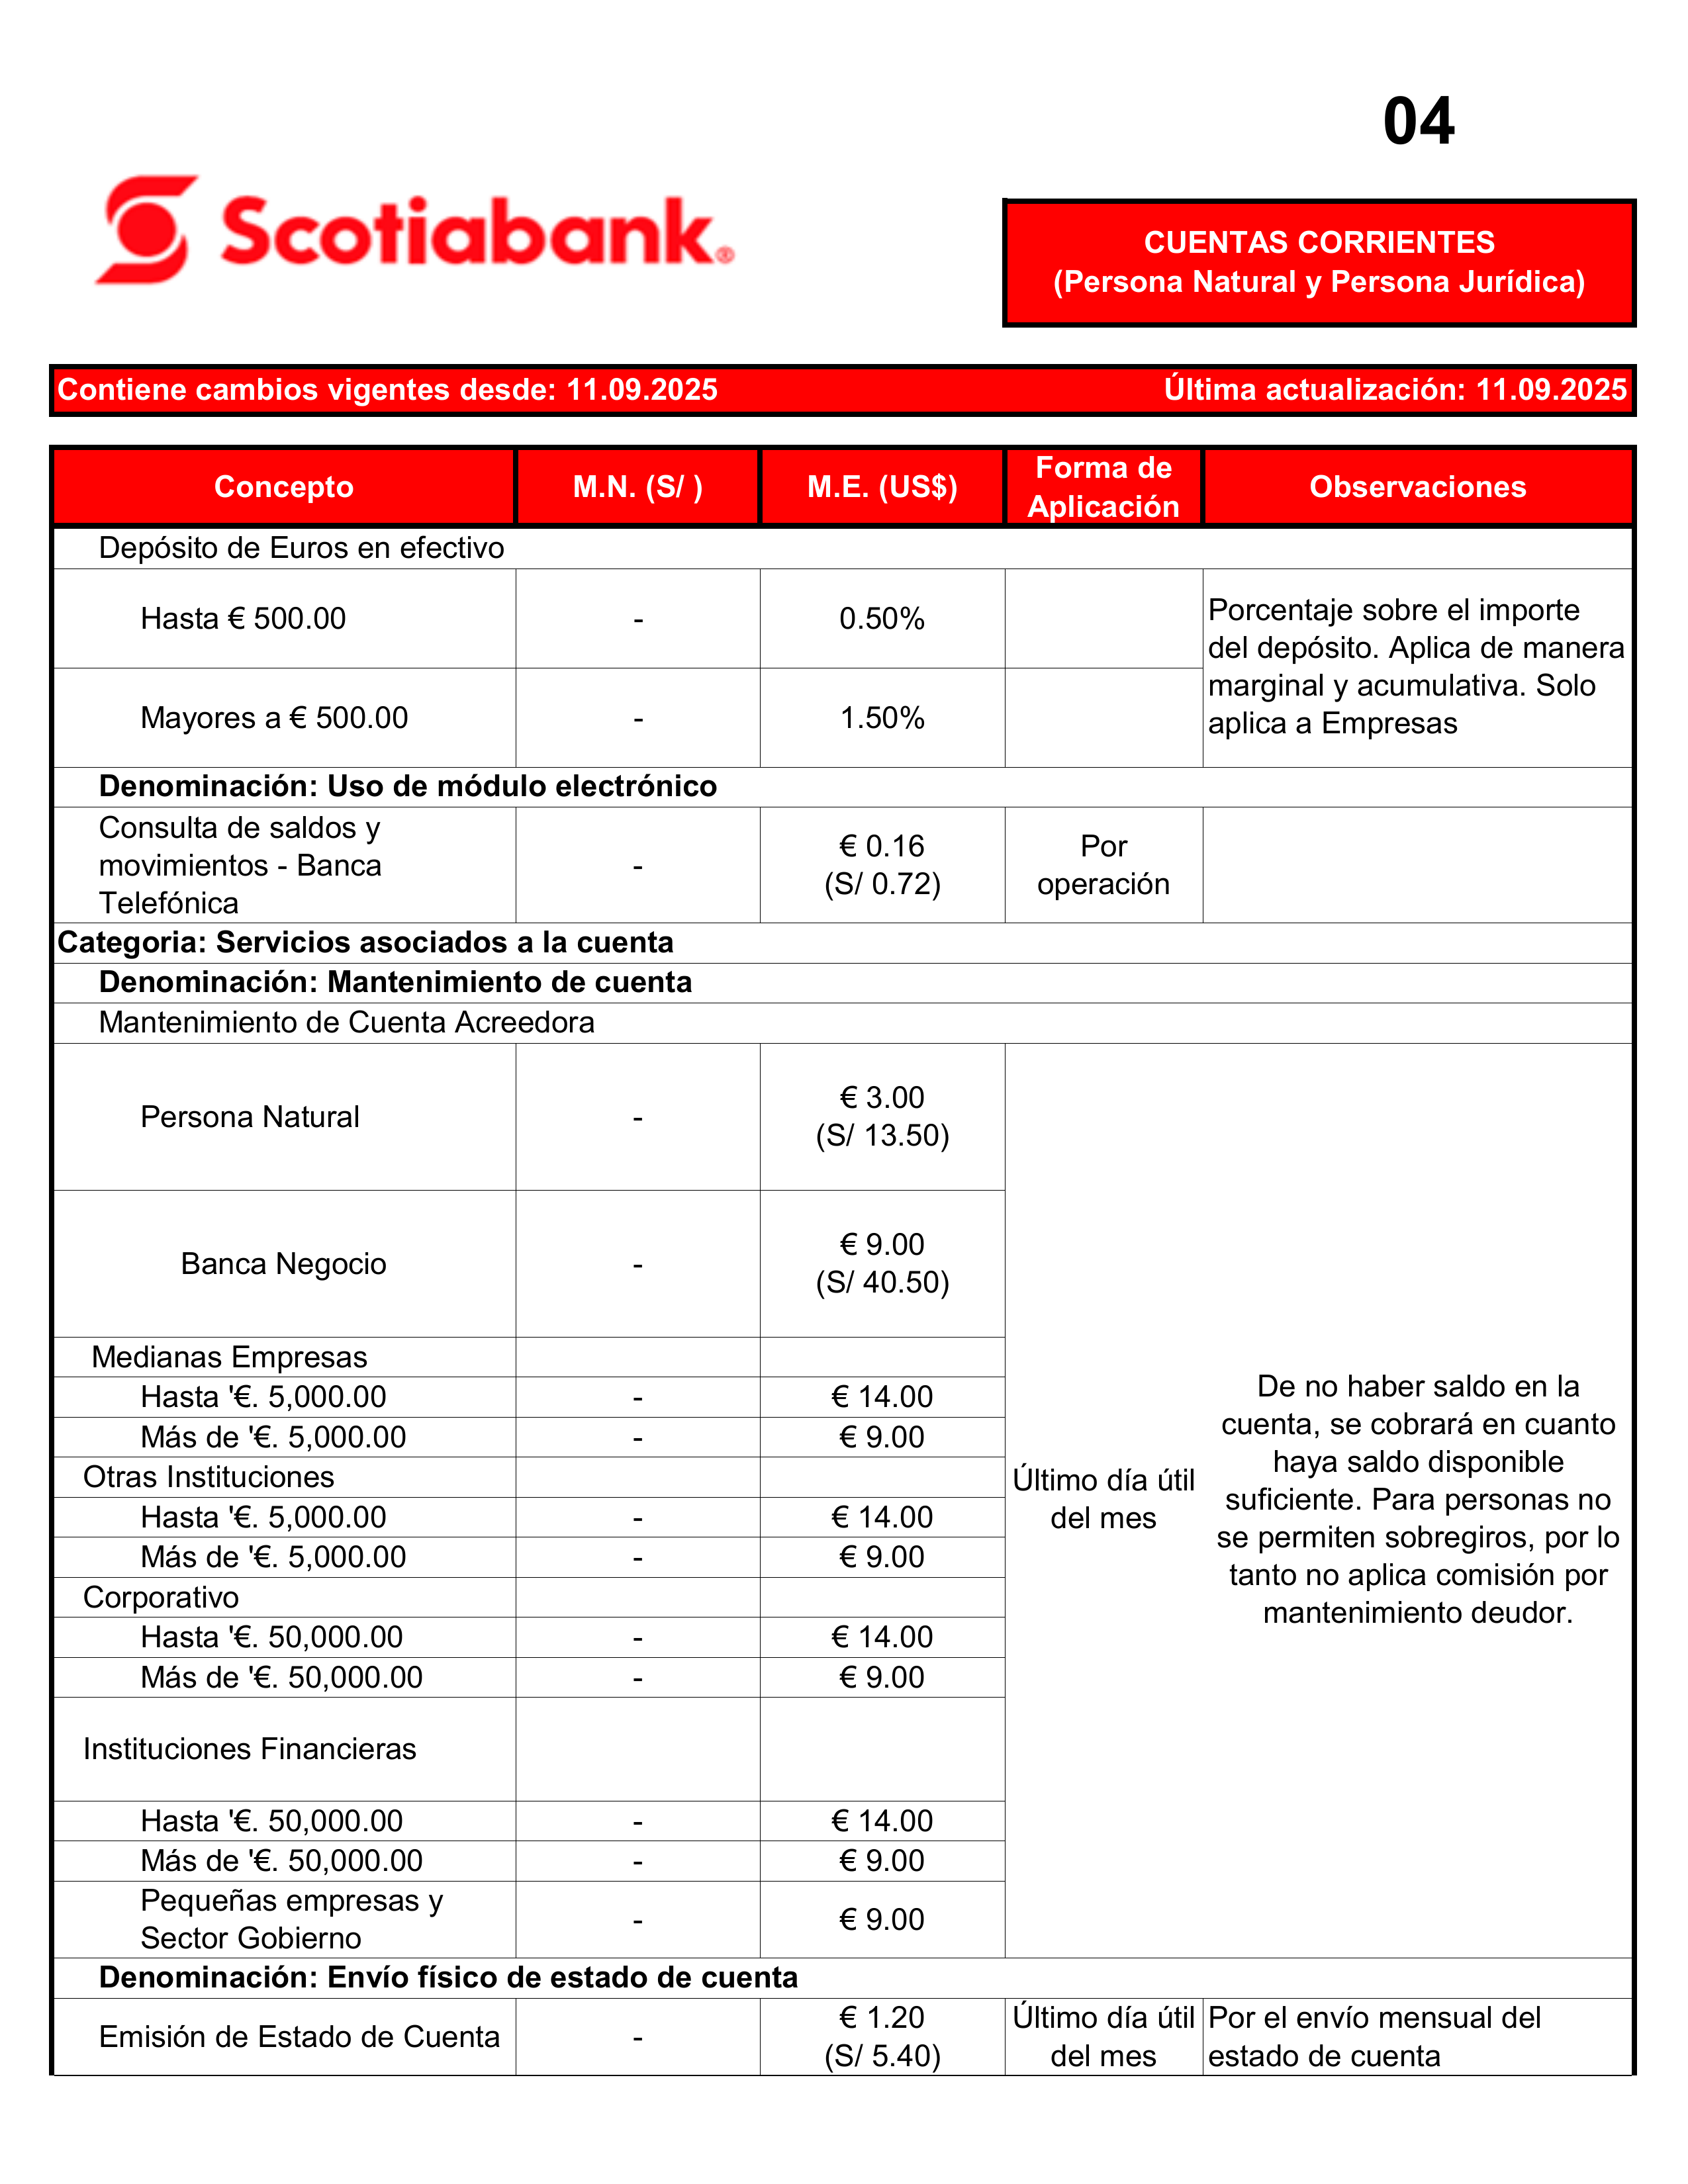 04
Scotiabank®
CUENTAS CORRIENTES
(Persona Natural y Persona Jurídica)
Contiene cambios vigentes desde: 11.09.2025 Última actualización: 11.09.2025
Concepto M.N. (S/ ) M.E. (US$) Forma de Aplicación Observaciones
Depósito de Euros en efectivo
Hasta € 500.00 - 0.50%
Mayores a € 500.00 - 1.50%
Porcentaje sobre el importe
del depósito. Aplica de manera
marginal y acumulativa. Solo
aplica a Empresas
Denominación: Uso de módulo electrónico
Consulta de saldos y
movimientos - Banca
Telefónica
-
€ 0.16
(S/ 0.72)
Por
operación
Categoria: Servicios asociados a la cuenta
Denominación: Mantenimiento de cuenta
Mantenimiento de Cuenta Acreedora
Persona Natural
-
€ 3.00
(S/ 13.50)
Banca Negocio
-
€ 9.00
(S/ 40.50)
Medianas Empresas
Hasta '€. 5,000.00 - € 14.00
Más de '€. 5,000.00 - € 9.00
Otras Instituciones
Hasta '€. 5,000.00 - € 14.00
Más de '€. 5,000.00 - € 9.00
Corporativo
Hasta '€. 50,000.00 - € 14.00
Más de '€. 50,000.00 - € 9.00
Instituciones Financieras
Hasta '€. 50,000.00 - € 14.00
Más de '€. 50,000.00 - € 9.00
Pequeñas empresas y
Sector Gobierno
-
€ 9.00
Último día útil
del mes
De no haber saldo en la
cuenta, se cobrará en cuanto
haya saldo disponible
suficiente. Para personas no
se permiten sobregiros, por lo
tanto no aplica comisión por
mantenimiento deudor.
Denominación: Envío físico de estado de cuenta
Emisión de Estado de Cuenta
-
€ 1.20
(S/ 5.40)
Último día útil
del mes
Por el envío mensual del
estado de cuenta